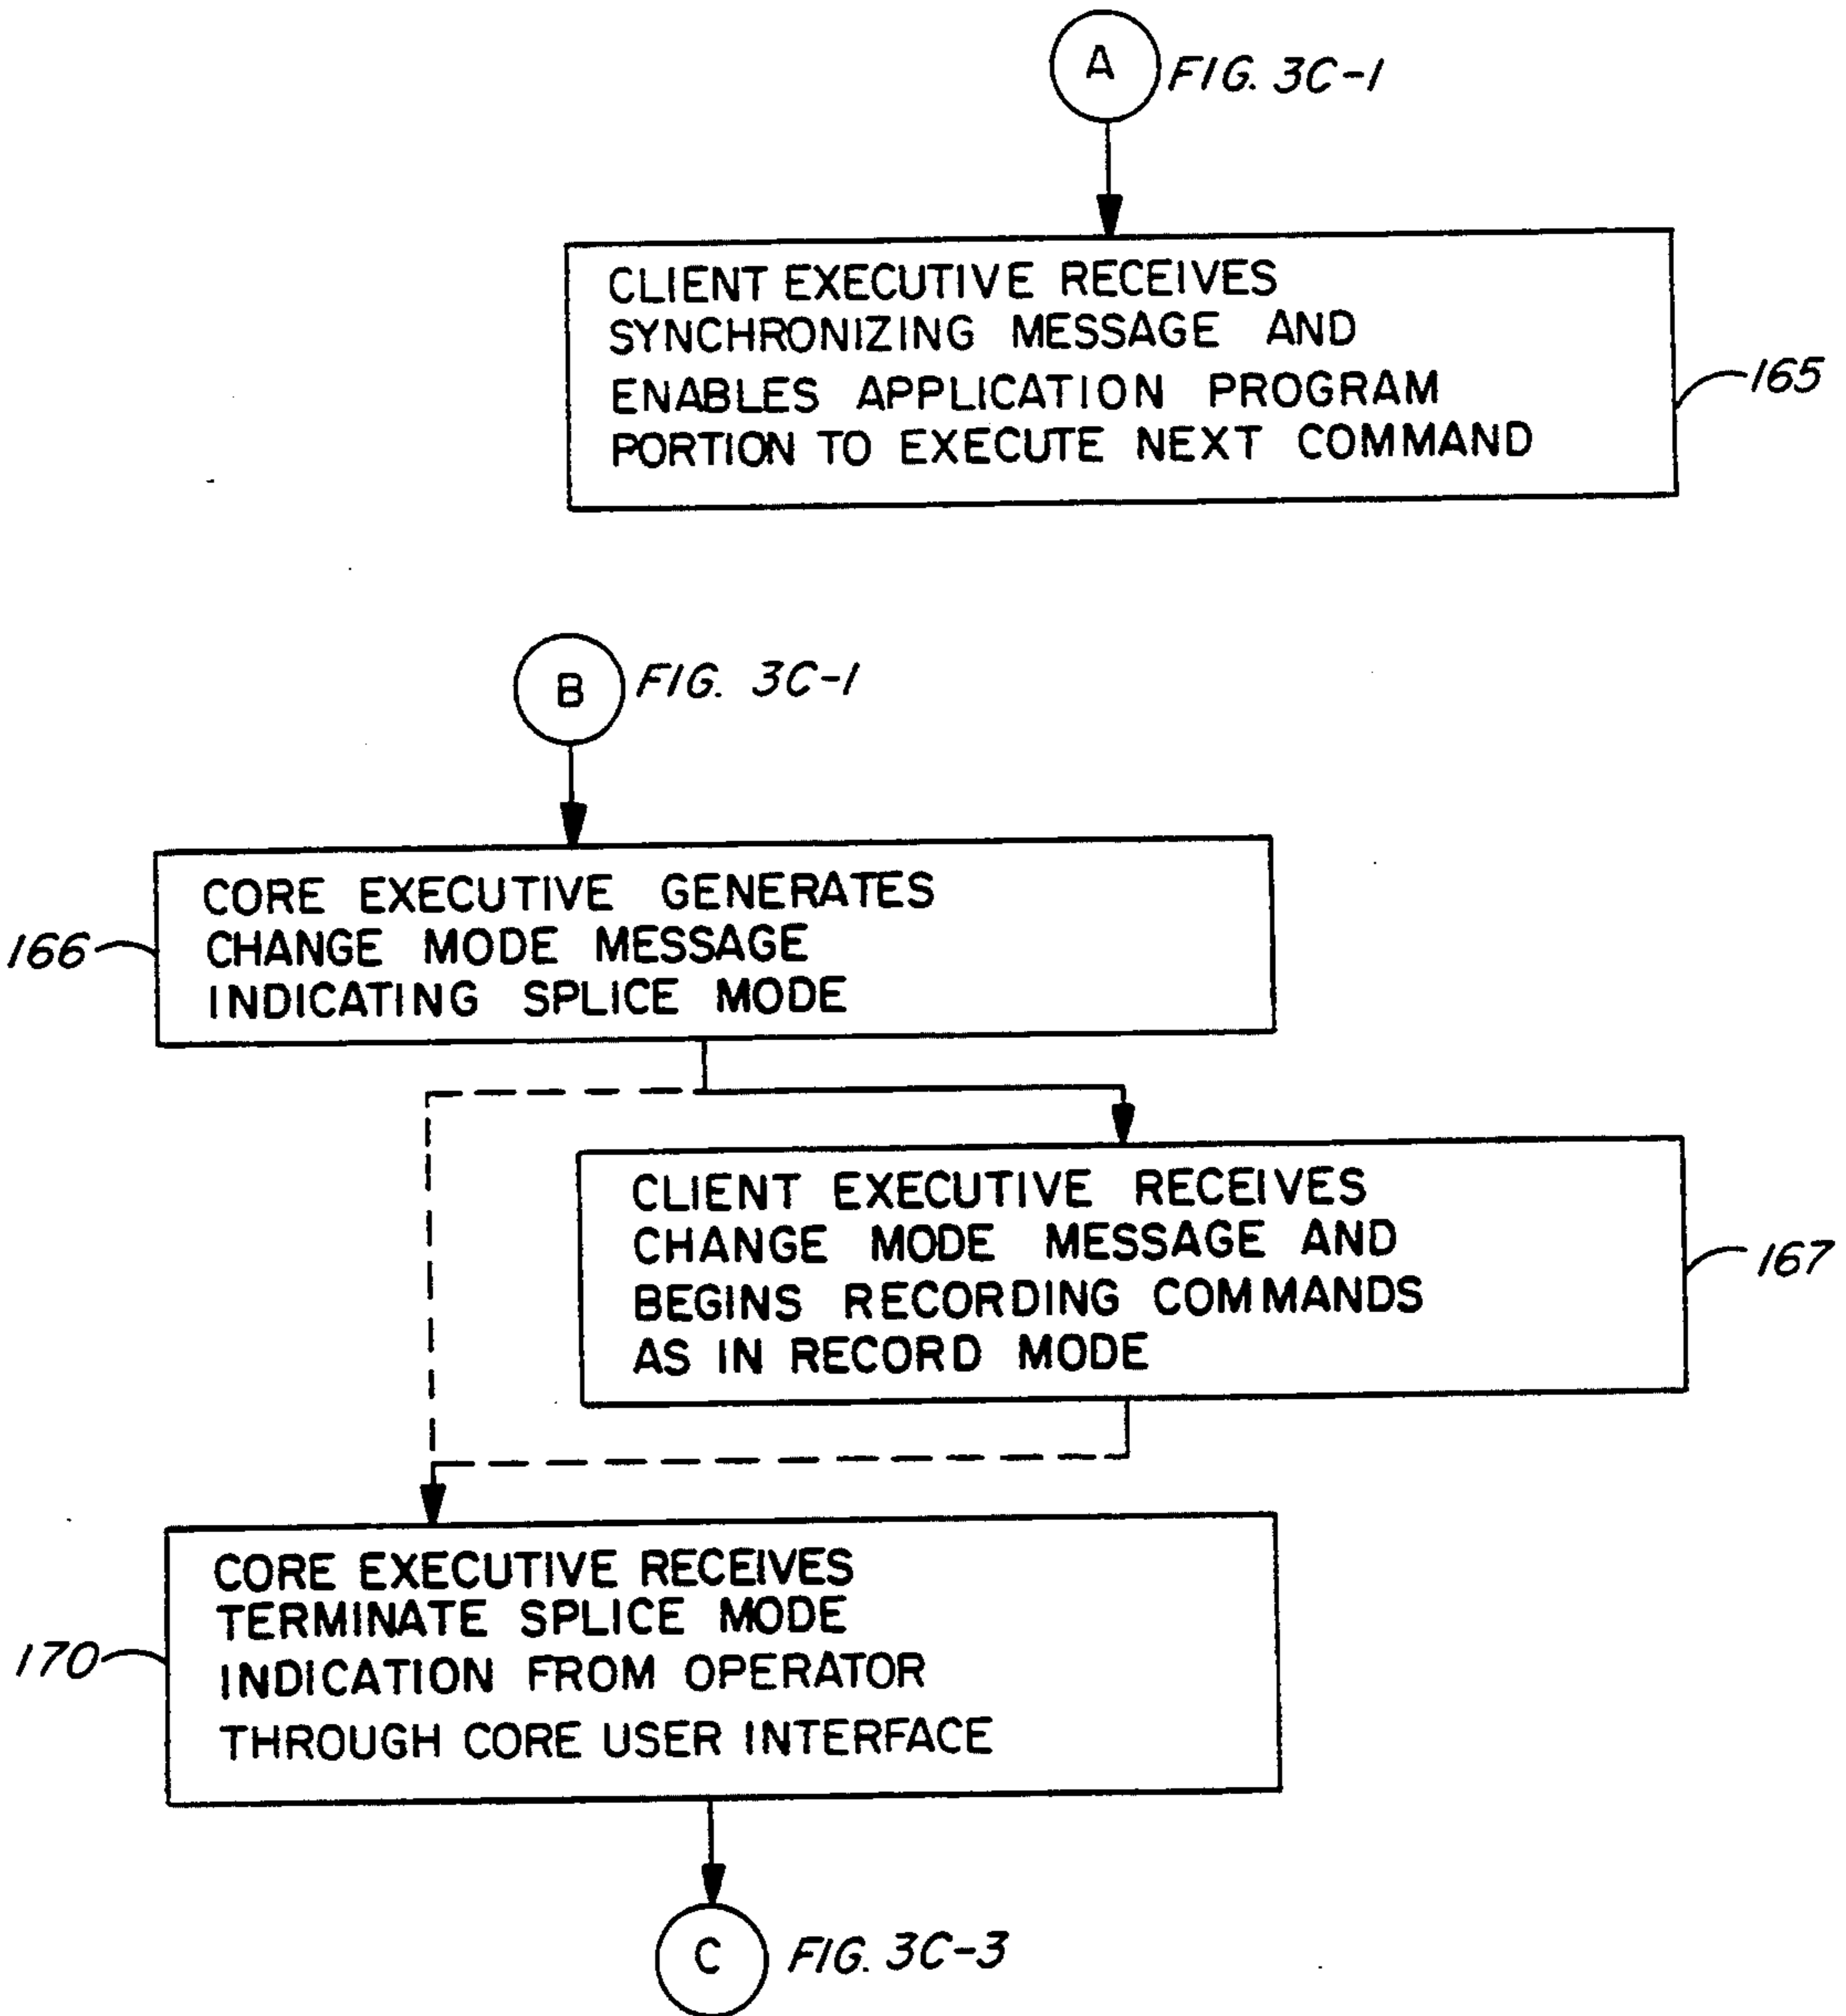 A FIG. 3C-1
CLIENT EXECUTIVE RECEIVES
SYNCHRONIZING MESSAGE AND
ENABLES APPLICATION PROGRAM
PORTION TO EXECUTE NEXT COMMAND
165
B FIG. 3C-1
CORE EXECUTIVE GENERATES
CHANGE MODE MESSAGE
INDICATING SPLICE MODE
166
CLIENT EXECUTIVE RECEIVES
CHANGE MODE MESSAGE AND
BEGINS RECORDING COMMANDS
AS IN RECORD MODE
167
CORE EXECUTIVE RECEIVES
TERMINATE SPLICE MODE
INDICATION FROM OPERATOR
THROUGH CORE USER INTERFACE
170
C FIG. 3C-3